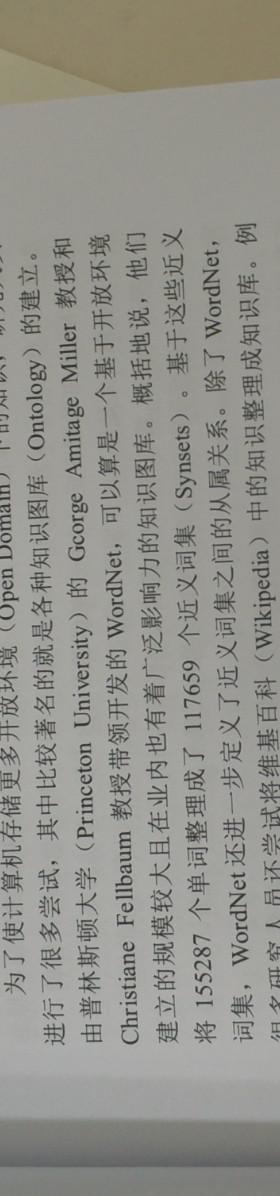 为了使计算机存储更多开放环境（Open Domain）下的知识，
进行了很多尝试，其中比较著名的就是各种知识图库（Ontology）的建立。
由普林斯顿大学（Princeton University）的 George Amitage Miller 教授和
Christiane Fellbaum 教授带领开发的 WordNet，可以算是一个基于开放环境
建立的规模较大且在业内也有着广泛影响力的知识图库。概括地说，他们
将 155287 个单词整理成了 117659 个近义词集（Synsets）。基于这些近义
词集，WordNet 还进一步定义了近义词集之间的从属关系。除了 WordNet，
很多研究人员还尝试将维基百科（Wikipedia）中的知识整理成知识库。例